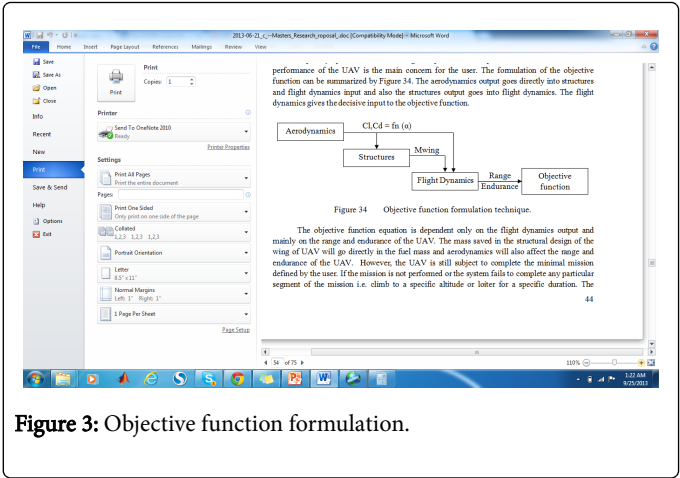 2013-06-21_c_--Masters_Research_roposal_.doc [Compatibility Mode] - Microsoft Word
File Home Insert Page Layout References Mailings Review View
Save
Save As
Open
Close
Info
Recent
New
Print
Save & Send
Help
Options
Exit
Print
Copies: 1
Print
Printer
Send To OneNote 2010
Ready
Printer Properties
Settings
Print All Pages
Print the entire document
Pages:
Print One Sided
Only print on one side of the page
Collated
1,2,3 1,2,3 1,2,3
Portrait Orientation
Letter
8.5" x 11"
Normal Margins
Left: 1" Right: 1"
1 Page Per Sheet
Page Setup
performance of the UAV is the main concern for the user. The formulation of the objective
function can be summarized by Figure 34. The aerodynamics output goes directly into structures
and flight dynamics input and also the structures output goes into flight dynamics. The flight
dynamics gives the decisive input to the objective function.
Aerodynamics
Cl,Cd = fn (α)
Structures
Mwing
Flight Dynamics
Range
Endurance
Objective
function
Figure 34 Objective function formulation technique.
The objective function equation is dependent only on the flight dynamics output and
mainly on the range and endurance of the UAV. The mass saved in the structural design of the
wing of UAV will go directly in the fuel mass and aerodynamics will also affect the range and
endurance of the UAV. However, the UAV is still subject to complete the minimal mission
defined by the user. If the mission is not performed or the system fails to complete any particular
segment of the mission i.e. climb to a specific altitude or loiter for a specific duration. The
44
54 of 75
110%
1:22 AM
9/25/2013
Figure 3: Objective function formulation.